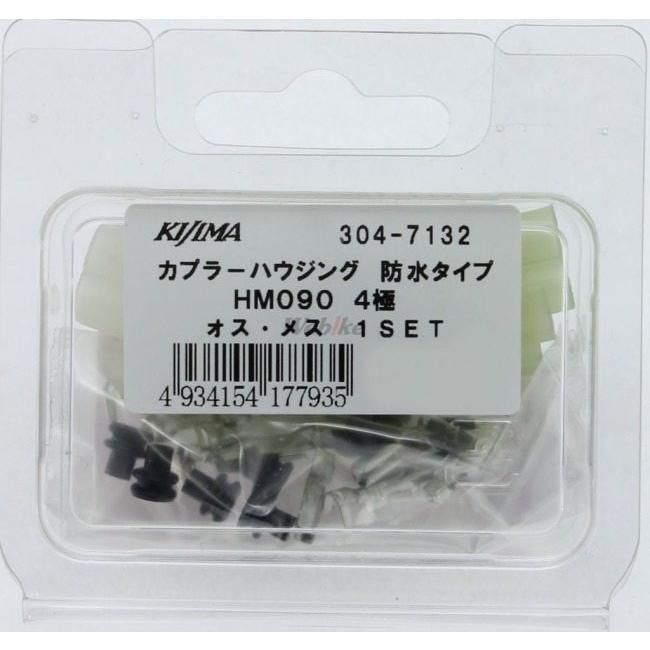 KIJIMA 304-7132
カプラーハウジング 防水タイプ
HM090 4極
オス・メス 1SET
Webike
4 934154 177935